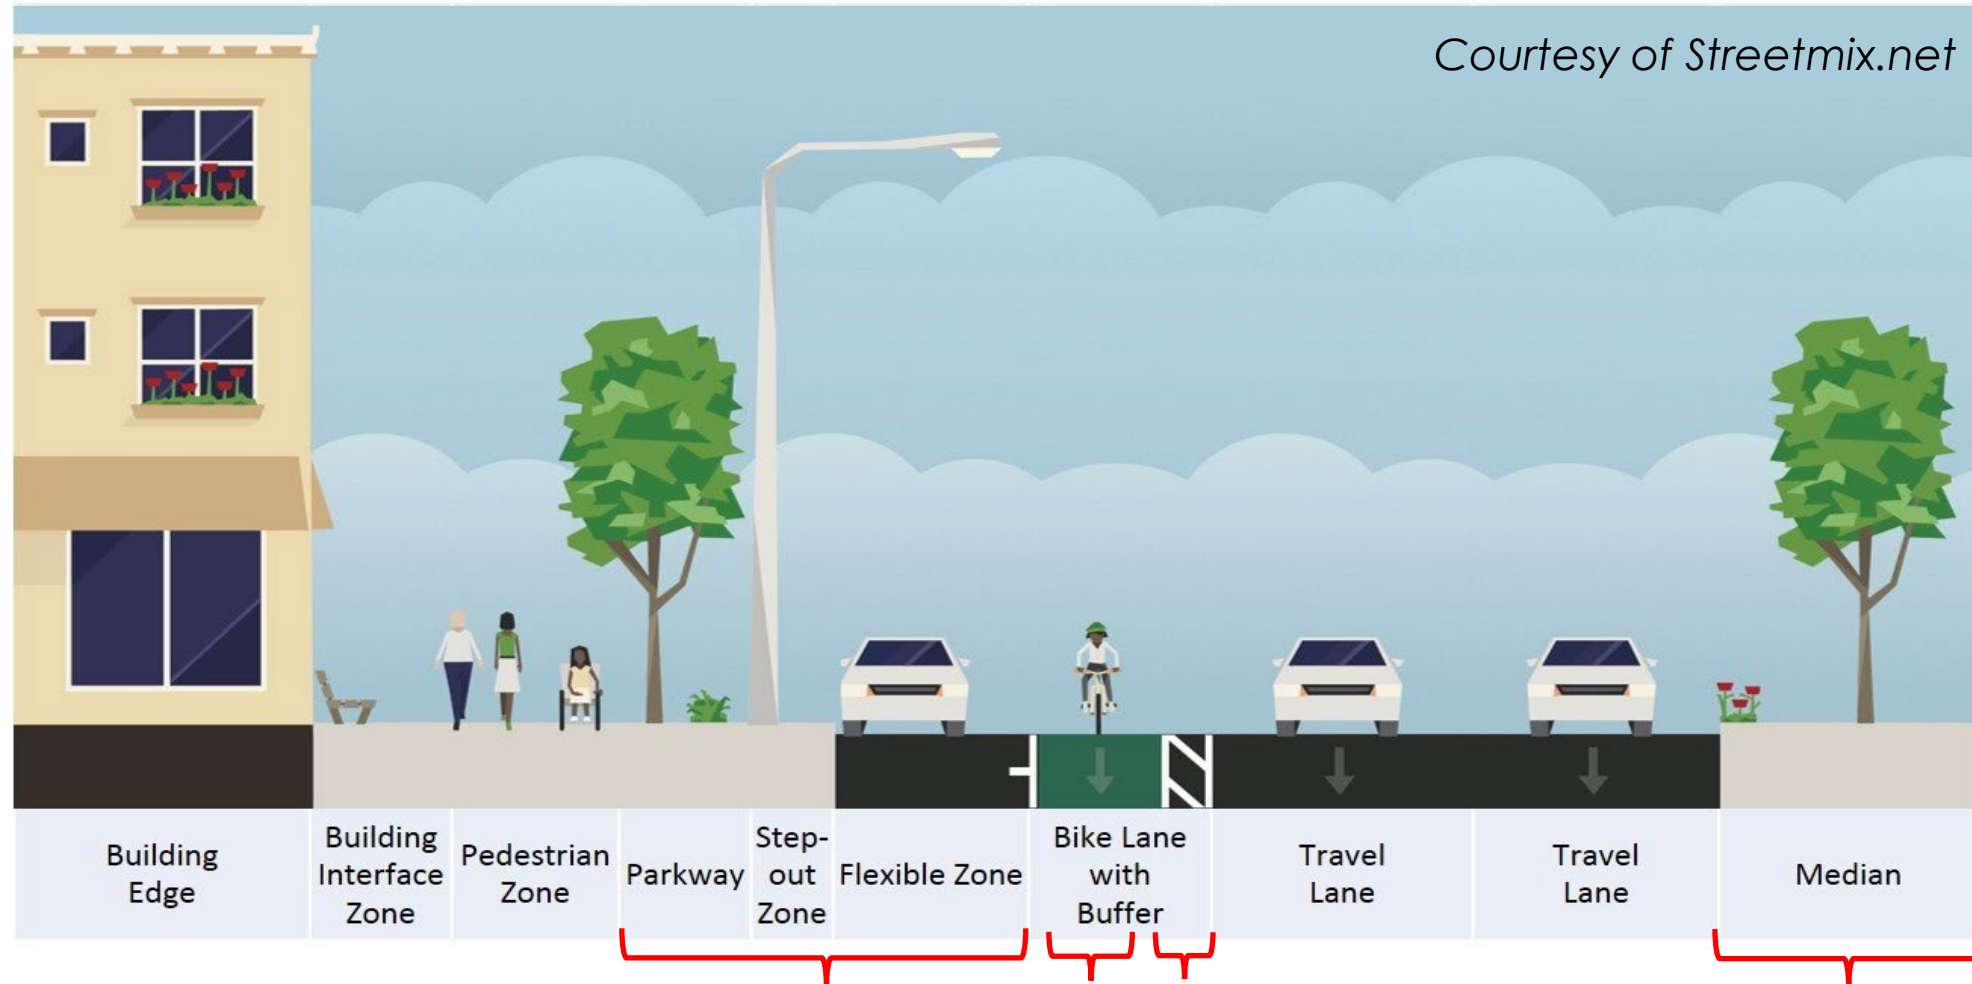 Courtesy of Streetmix.net
Building
Edge
Building
Interface
Zone
Pedestrian
Zone
Parkway
Step-
out
Zone
Flexible Zone
Bike Lane
with
Buffer
Travel
Lane
Travel
Lane
Median